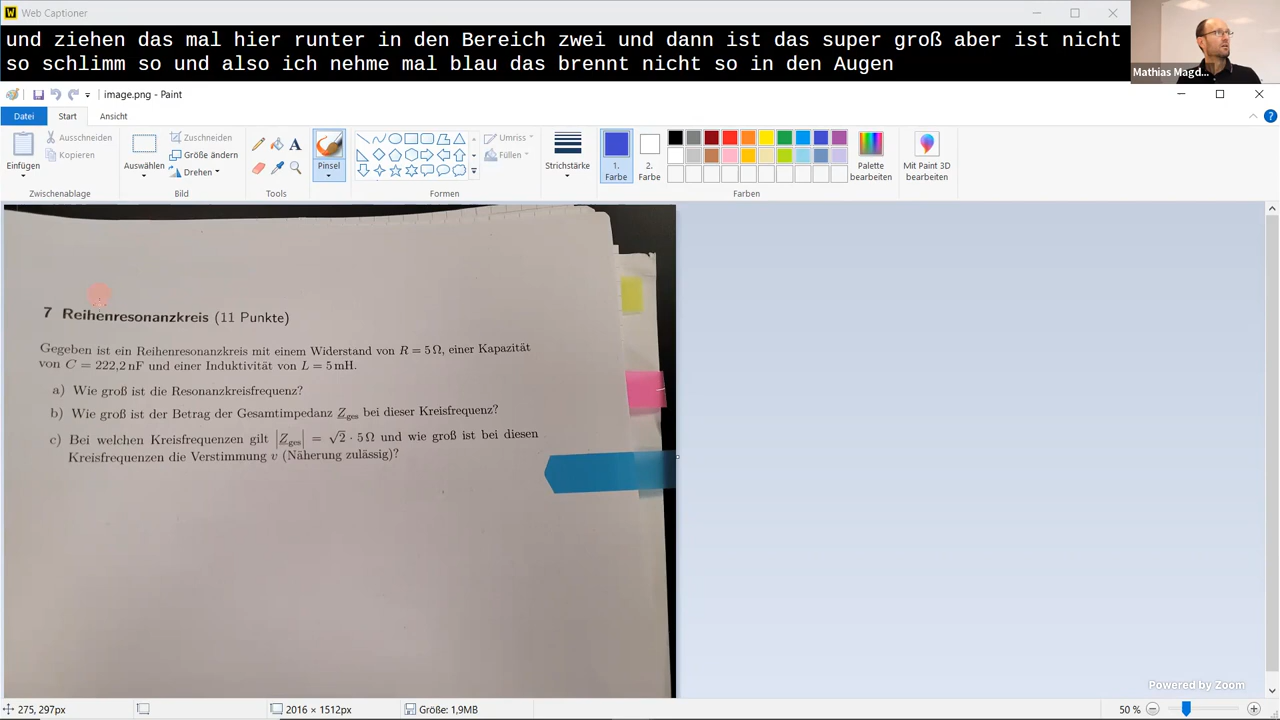 Web Captioner
und ziehen das mal hier runter in den Bereich zwei und dann ist das super groß aber ist nicht
so schlimm so und also ich nehme mal blau das brennt nicht so in den Augen
Mathias Magd...
image.png - Paint
Datei
Start
Ansicht
Einfügen
Ausschneiden
Kopieren
Zwischenablage
Auswählen
Zuschneiden
Größe ändern
Drehen
Bild
Tools
Pinsel
Umriss
Füllen
Formen
Strichstärke
1. Farbe
2. Farbe
Palette bearbeiten
Mit Paint 3D bearbeiten
Farben
7 Reihenresonanzkreis (11 Punkte)
Gegeben ist ein Reihenresonanzkreis mit einem Widerstand von R = 5 Ω, einer Kapazität
von C = 222,2 nF und einer Induktivität von L = 5 mH.
a) Wie groß ist die Resonanzkreisfrequenz?
b) Wie groß ist der Betrag der Gesamtimpedanz Z_ges bei dieser Kreisfrequenz?
c) Bei welchen Kreisfrequenzen gilt |Z_ges| = √2 · 5 Ω und wie groß ist bei diesen
Kreisfrequenzen die Verstimmung v (Näherung zulässig)?
Powered by Zoom
275, 297px
2016 × 1512px
Größe: 1,9MB
50 %